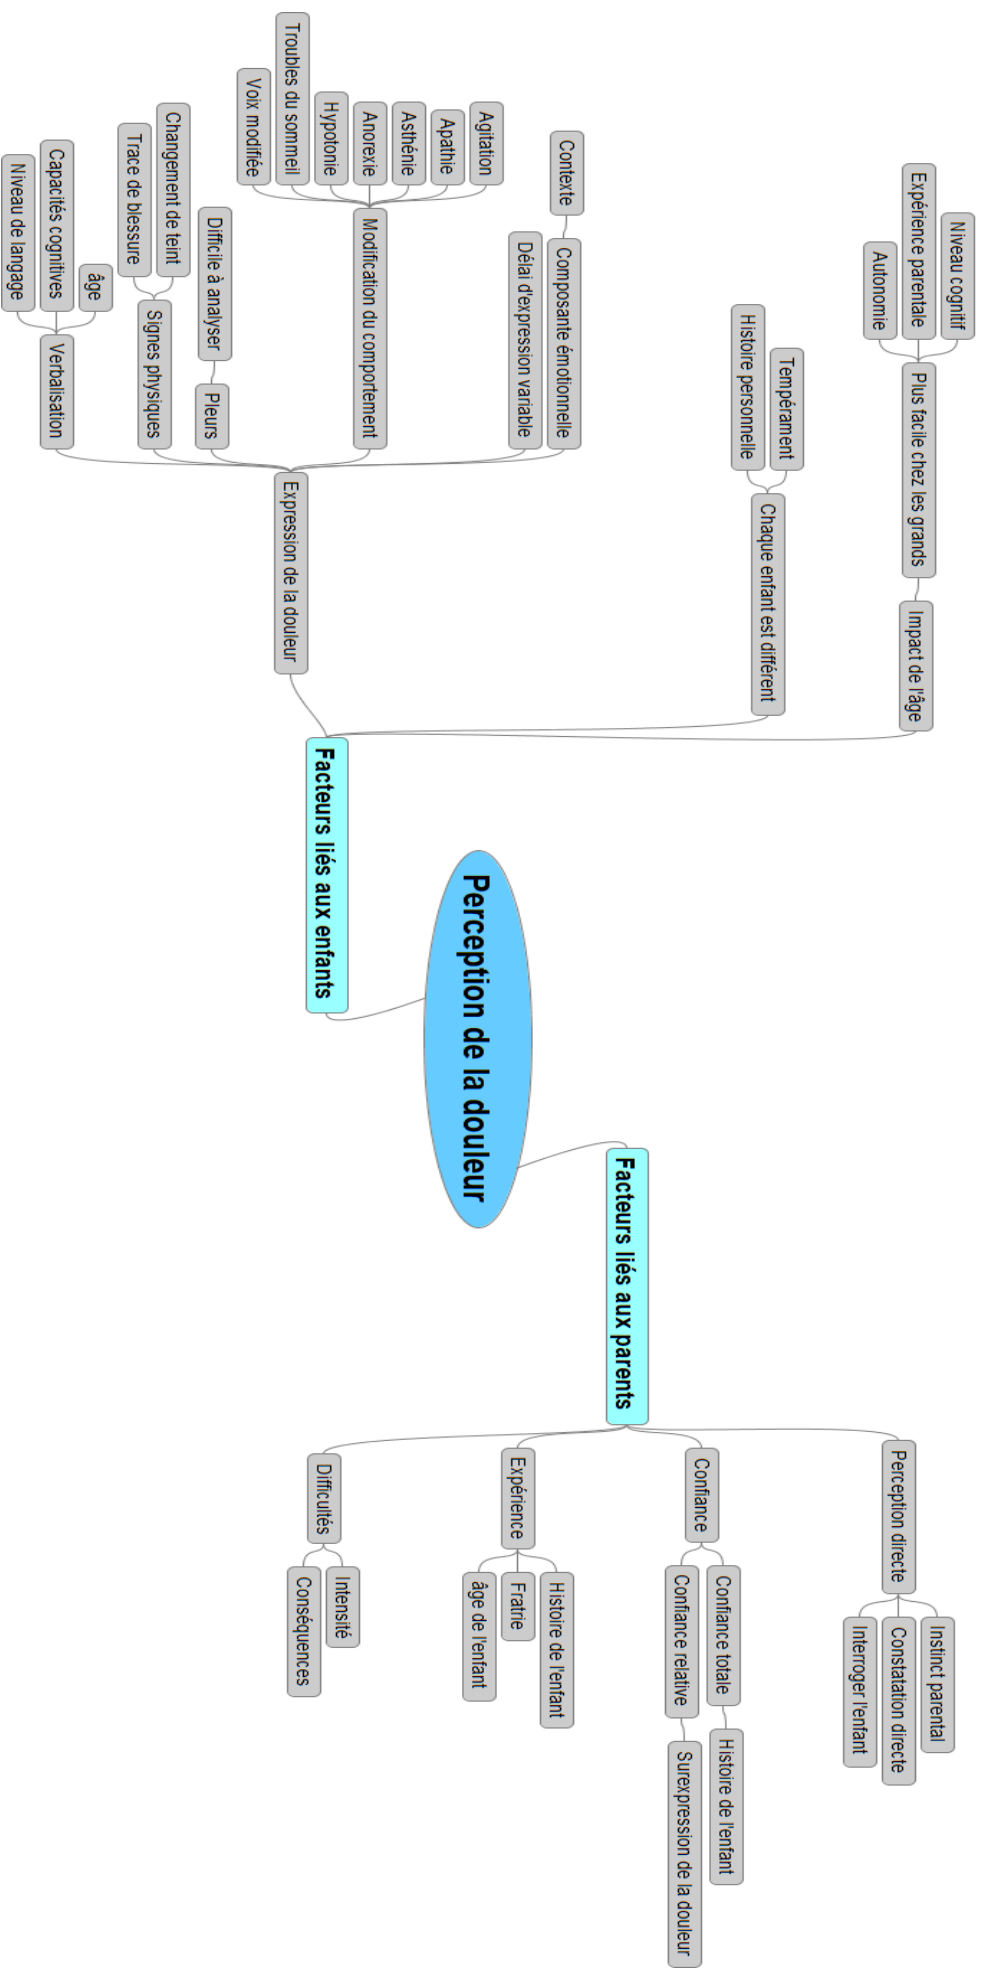 Perception de la douleur
Facteurs liés aux enfants
Impact de l'âge
Plus facile chez les grands
Niveau cognitif
Expérience parentale
Autonomie
Chaque enfant est différent
Tempérament
Histoire personnelle
Expression de la douleur
Composante émotionnelle
Contexte
Délai d'expression variable
Modification du comportement
Agitation
Apathie
Asthénie
Anorexie
Hypotonie
Troubles du sommeil
Voix modifiée
Pleurs
Difficile à analyser
Signes physiques
Changement de teint
Trace de blessure
Verbalisation
âge
Capacités cognitives
Niveau de langage
Facteurs liés aux parents
Perception directe
Instinct parental
Constatation directe
Interroger l'enfant
Confiance
Confiance totale
Histoire de l'enfant
Confiance relative
Surexpression de la douleur
Expérience
Histoire de l'enfant
Fratrie
âge de l'enfant
Difficultés
Intensité
Conséquences